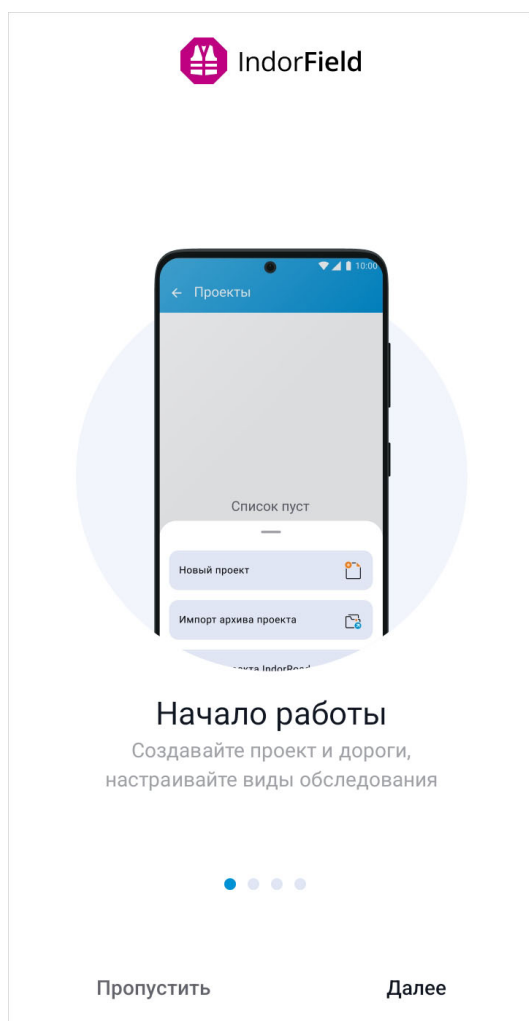 IndorField
10:00
Проекты
Список пуст
Новый проект
Импорт архива проекта
Начало работы
Создавайте проект и дороги,
настраивайте виды обследования
Пропустить
Далее